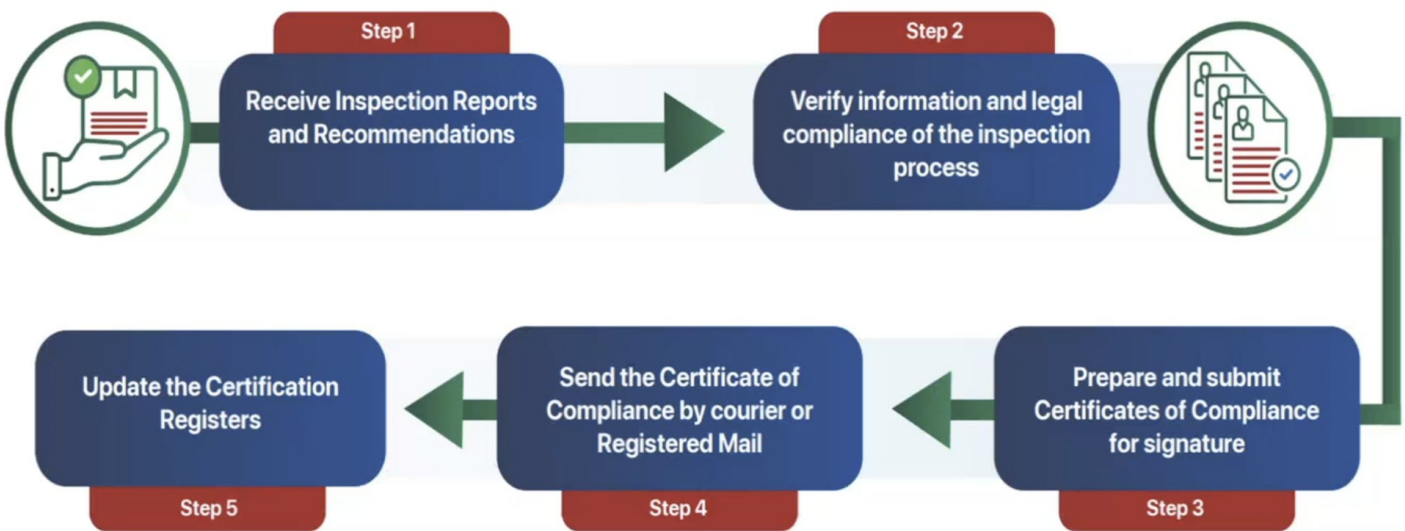 Step 1
Receive Inspection Reports
and Recommendations
Step 2
Verify information and legal
compliance of the inspection
process
Prepare and submit
Certificates of Compliance
for signature
Step 3
Send the Certificate of
Compliance by courier or
Registered Mail
Step 4
Update the Certification
Registers
Step 5